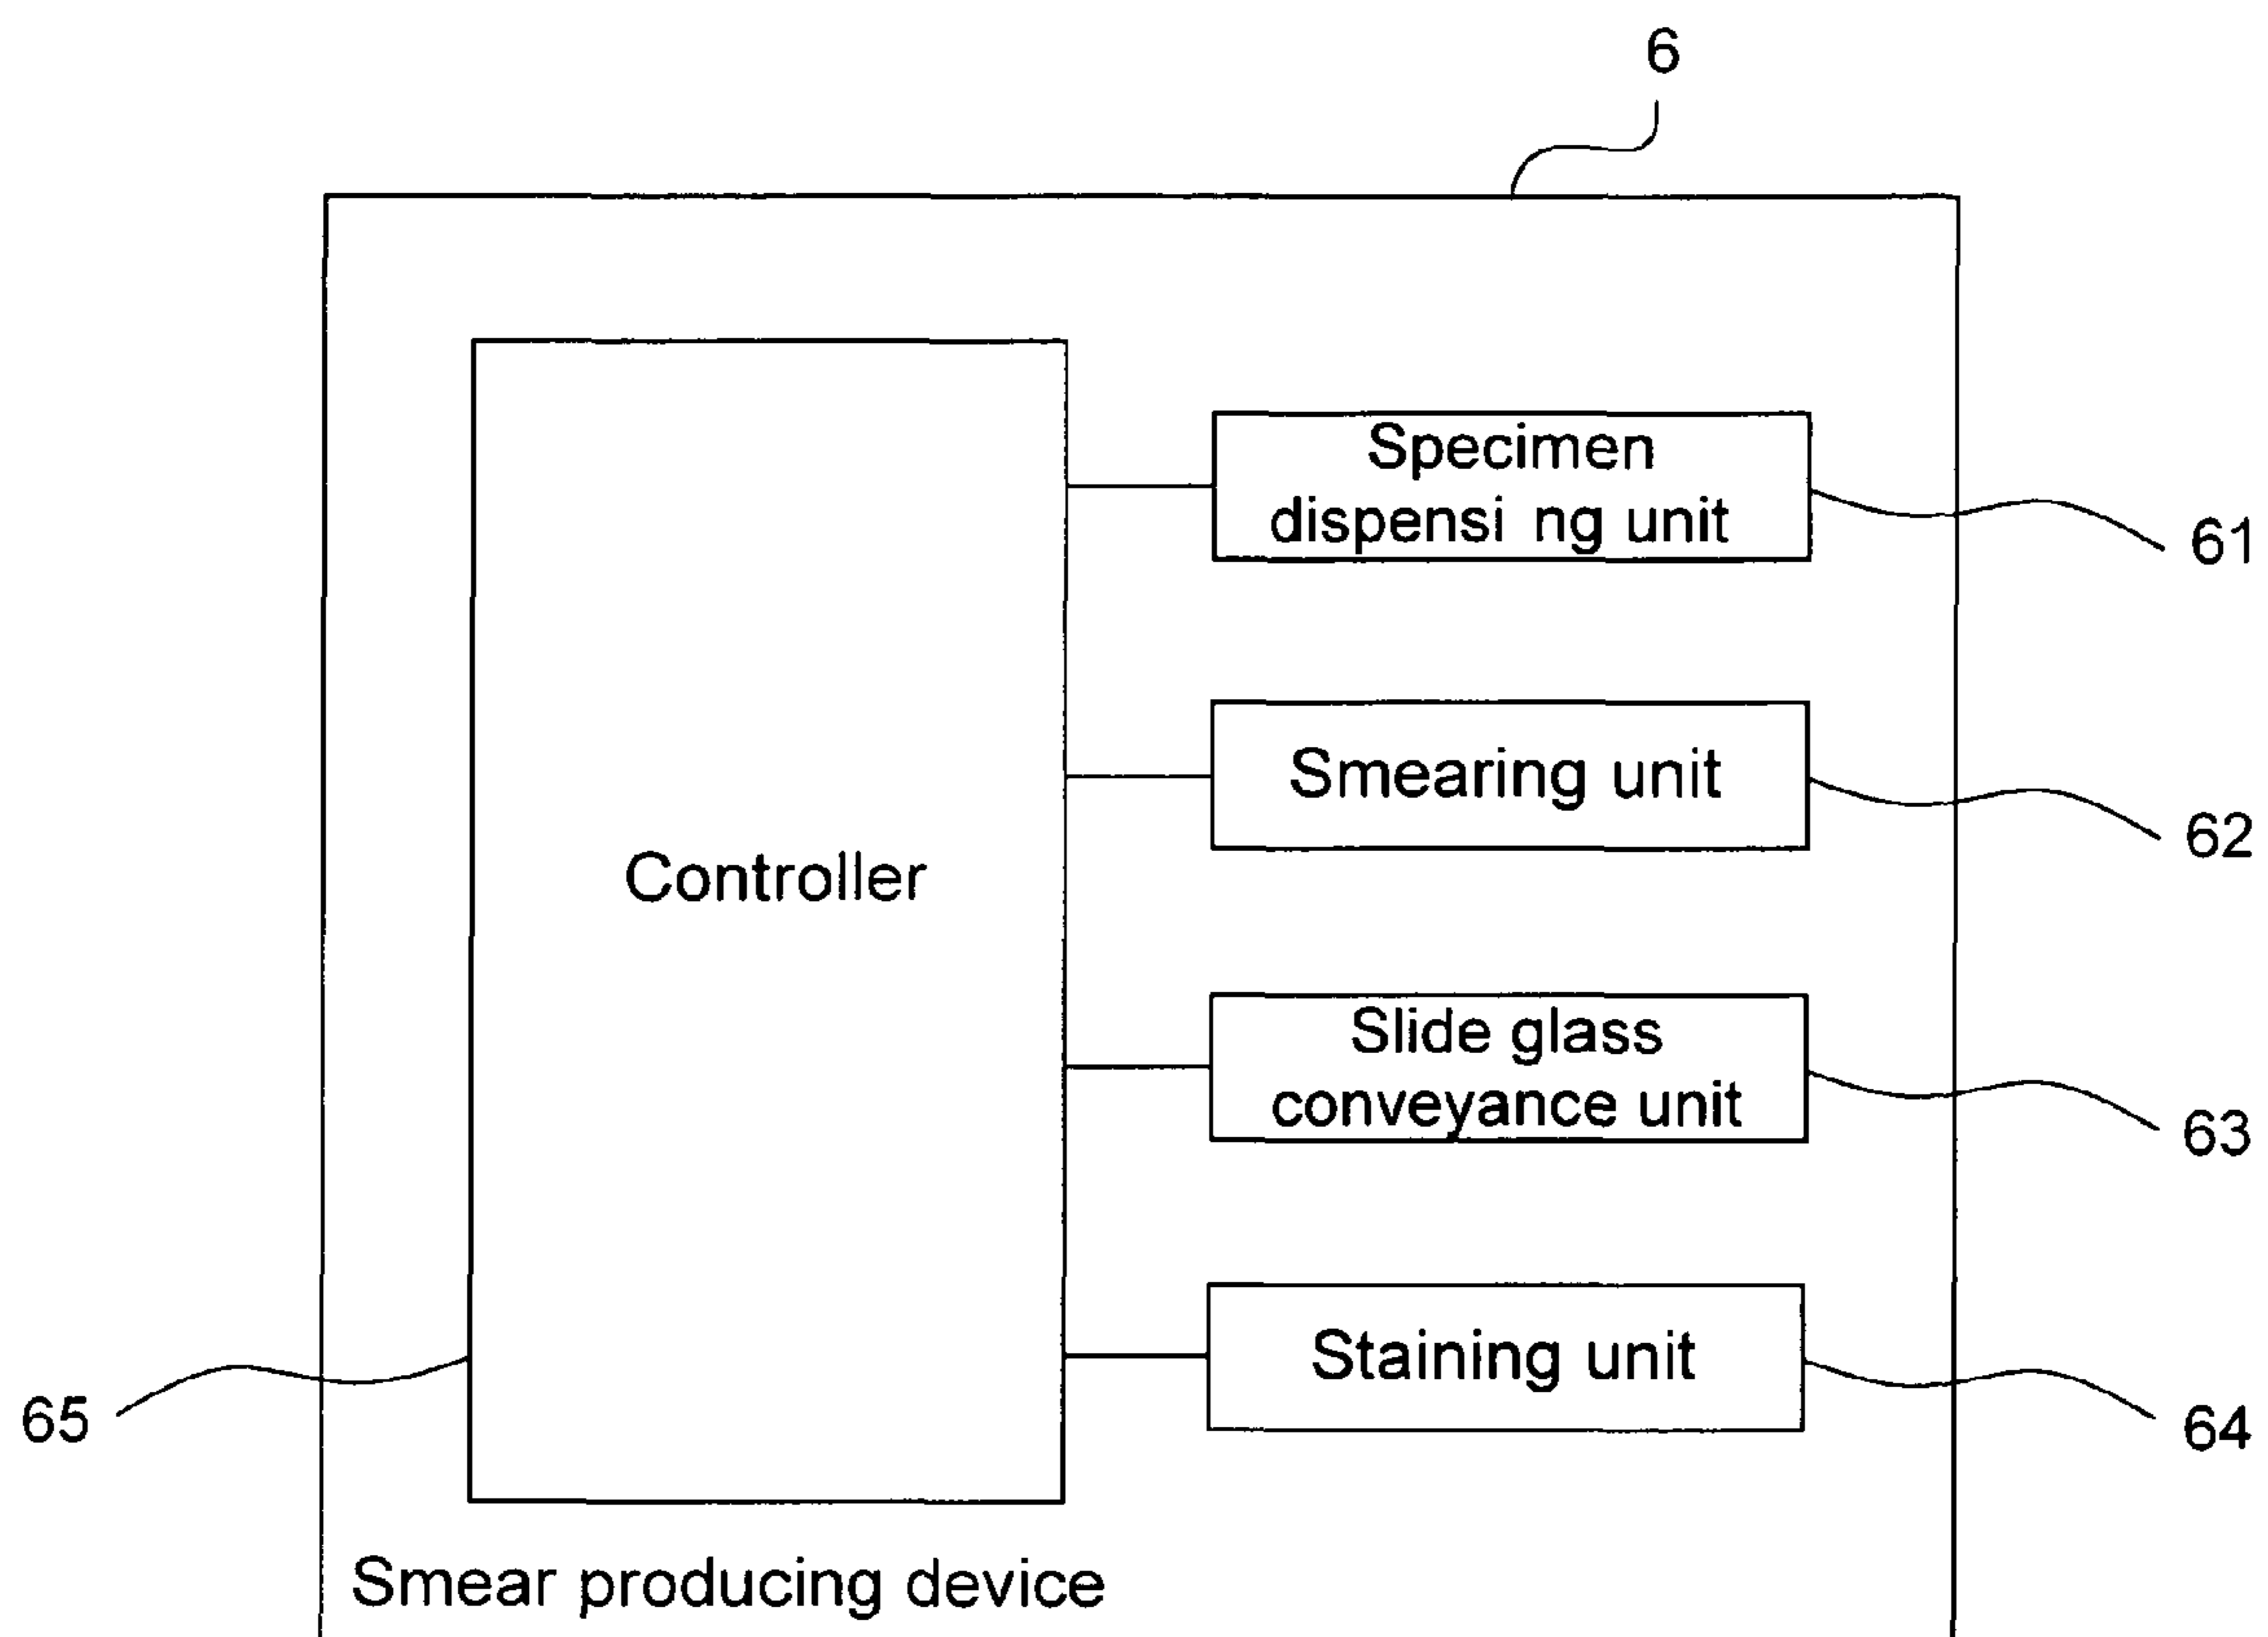 6
Specimen
dispensi ng unit
61
Smearing unit
62
Controller
Slide glass
conveyance unit
63
Staining unit
64
65
Smear producing device